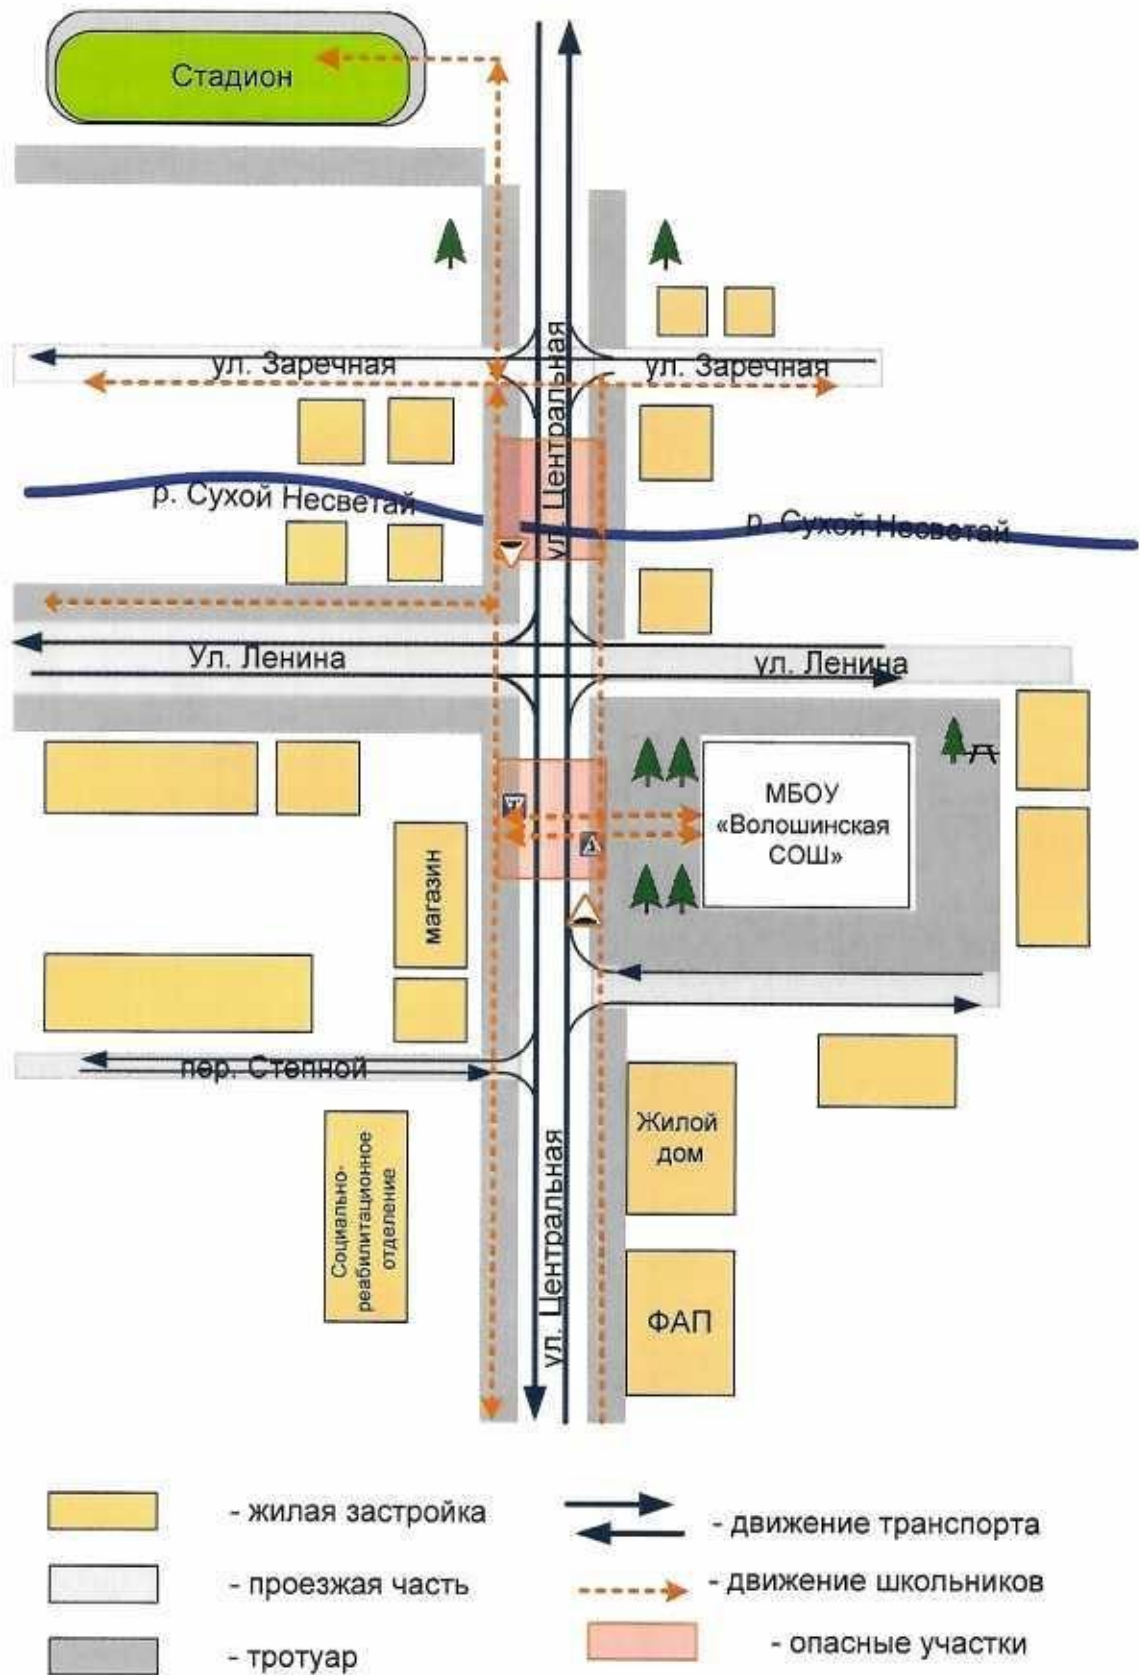 Стадион
ул. Центральная
ул. Заречная
ул. Заречная
р. Сухой Несветай
р. Сухой Несветай
Ул. Ленина
ул. Ленина
МБОУ
«Волошинская
СОШ»
магазин
пер. Степной
Социально-
реабилитационное
отделение
ул. Центральная
Жилой
дом
ФАП
- жилая застройка
- движение транспорта
- проезжая часть
- движение школьников
- тротуар
- опасные участки